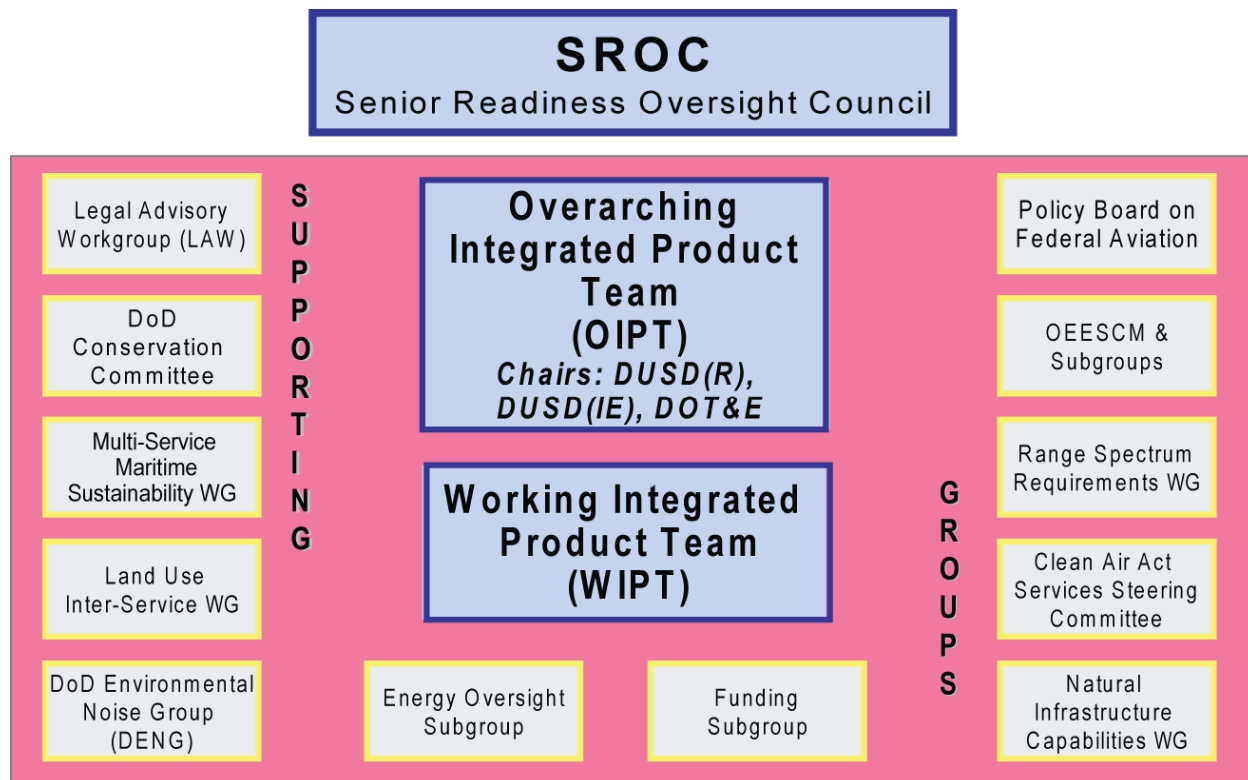 SROC
Senior Readiness Oversight Council
Legal Advisory
Workgroup (LAW)
DoD
Conservation
Committee
Multi-Service
Maritime
Sustainability WG
Land Use
Inter-Service WG
DoD Environmental
Noise Group
(DENG)
SUPPORTING
Overarching
Integrated Product
Team
(OIPT)
Chairs: DUSD(R),
DUSD(IE), DOT&E
Working Integrated
Product Team
(WIPT)
Energy Oversight
Subgroup
Funding
Subgroup
GROUPS
Policy Board on
Federal Aviation
OEESCM &
Subgroups
Range Spectrum
Requirements WG
Clean Air Act
Services Steering
Committee
Natural
Infrastructure
Capabilities WG